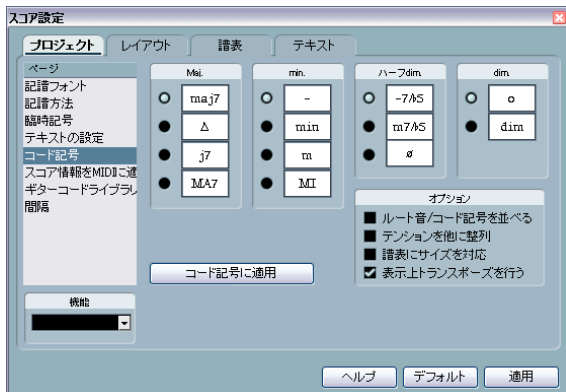 スコア設定
プロジェクト レイアウト 譜表 テキスト
ページ
記譜フォント
記譜方法
臨時記号
テキストの設定
コード記号
スコア情報をMIDIに適
ギターコードライブラリ
間隔
機能
Maj.
maj7
Δ
j7
MA7
min.
-
min
m
MI
ハーフdim.
-7/♭5
m7/♭5
ø
dim.
o
dim
オプション
ルート音/コード記号を並べる
テンションを他に整列
譜表にサイズを対応
表示上トランスポーズを行う
コード記号に適用
ヘルプ デフォルト 適用